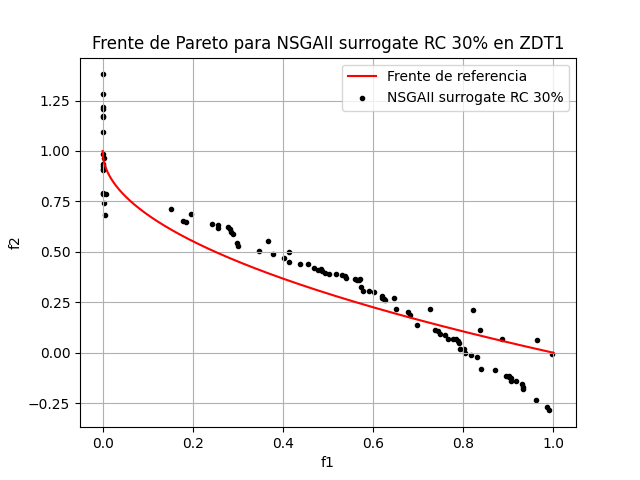 Frente de Pareto para NSGAII surrogate RC 30% en ZDT1
Frente de referencia
NSGAII surrogate RC 30%
1.25
1.00
0.75
0.50
0.25
0.00
−0.25
f2
0.0 0.2 0.4 0.6 0.8 1.0
f1